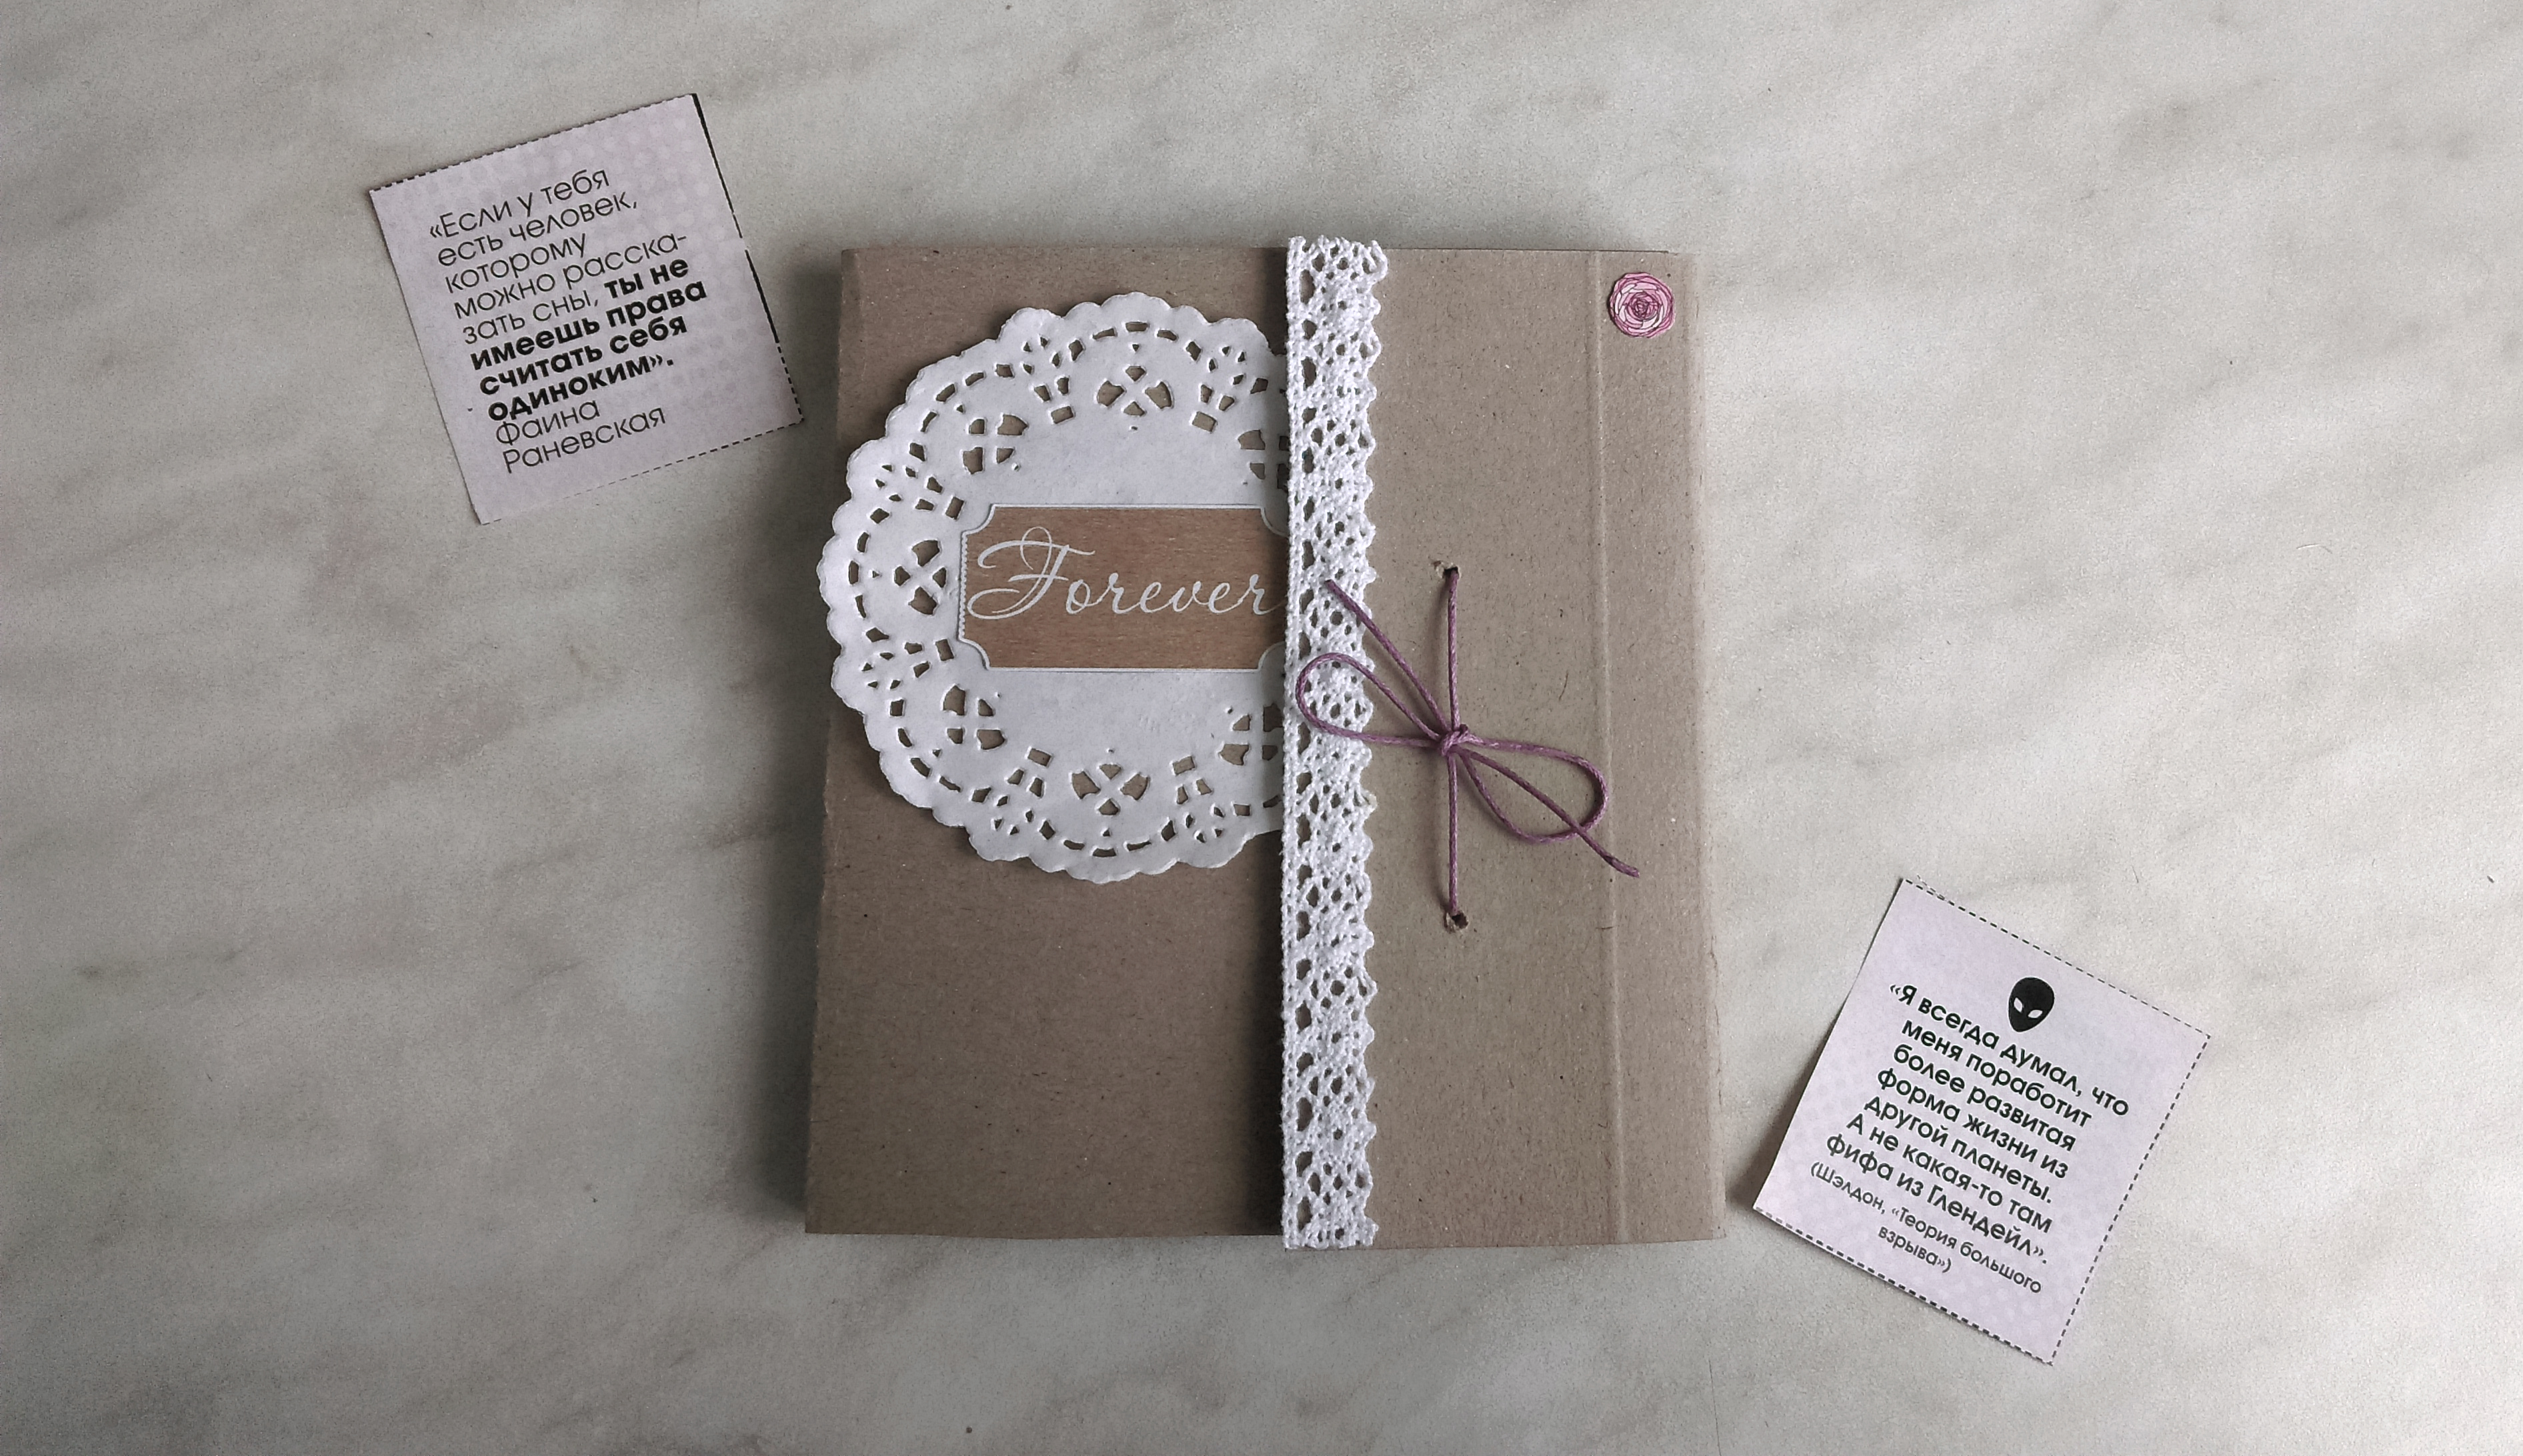 «Если у тебя
есть человек,
которому
можно расска-
зать сны, ты не
имеешь права
считать себя
одиноким».
Фаина
Раневская
Forever
«Я всегда думал, что
меня поработит
более развитая
форма жизни из
другой планеты.
А не какая-то там
фифа из Глендейл».
(Шэлдон, «Теория большого
взрыва»)